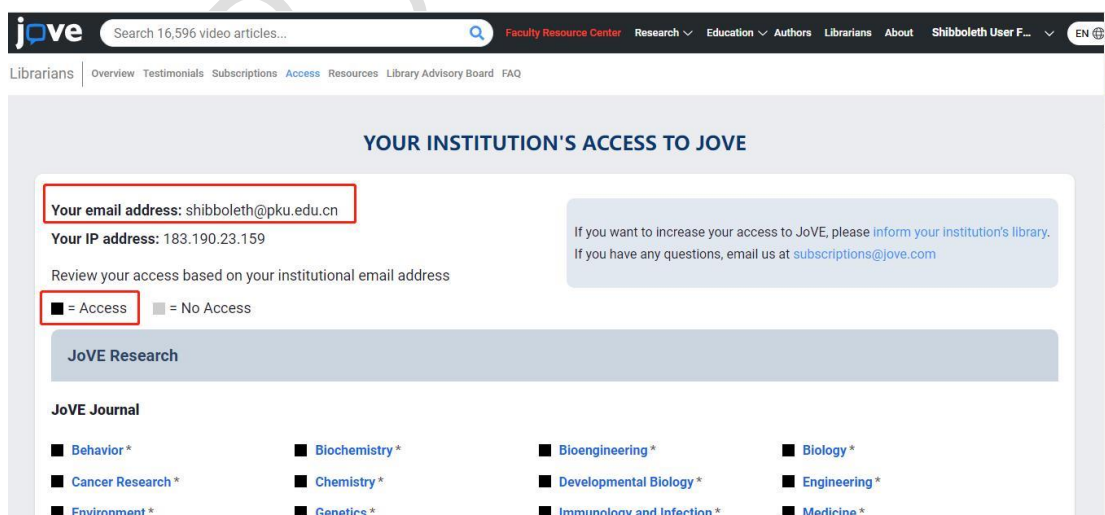 jove Search 16,596 video articles... Faculty Resource Center Research Education Authors Librarians About Shibboleth User F... EN
Librarians Overview Testimonials Subscriptions Access Resources Library Advisory Board FAQ
YOUR INSTITUTION'S ACCESS TO JOVE
Your email address: shibboleth@pku.edu.cn
Your IP address: 183.190.23.159
Review your access based on your institutional email address
= Access = No Access
If you want to increase your access to JoVE, please inform your institution's library.
If you have any questions, email us at subscriptions@jove.com
JoVE Research
JoVE Journal
Behavior * Biochemistry * Bioengineering * Biology *
Cancer Research * Chemistry * Developmental Biology * Engineering *
Environment * Genetics * Immunology and Infection * Medicine *